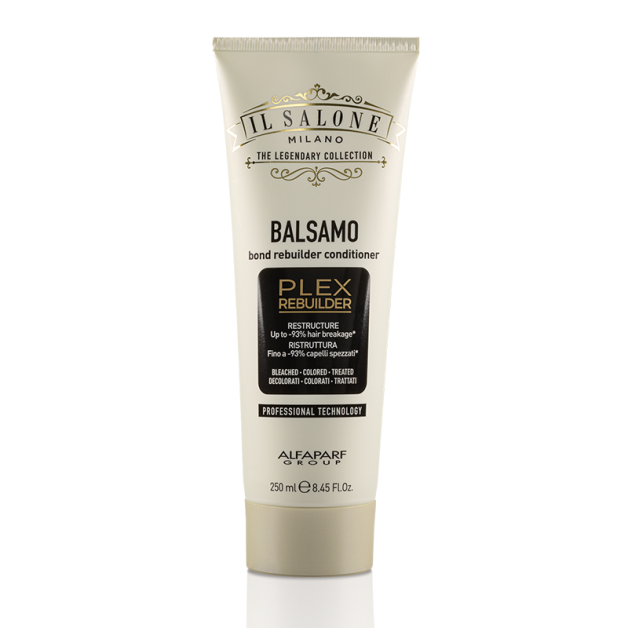 IL SALONE
MILANO
THE LEGENDARY COLLECTION
BALSAMO
bond rebuilder conditioner
PLEX
REBUILDER
RESTRUCTURE
Up to -93% hair breakage*
RISTRUTTURA
Fino a -93% capelli spezzati*
BLEACHED • COLORED • TREATED
DECOLORATI • COLORATI • TRATTATI
PROFESSIONAL TECHNOLOGY
ALFAPARF
GROUP
250 ml ℮ 8.45 Fl.Oz.